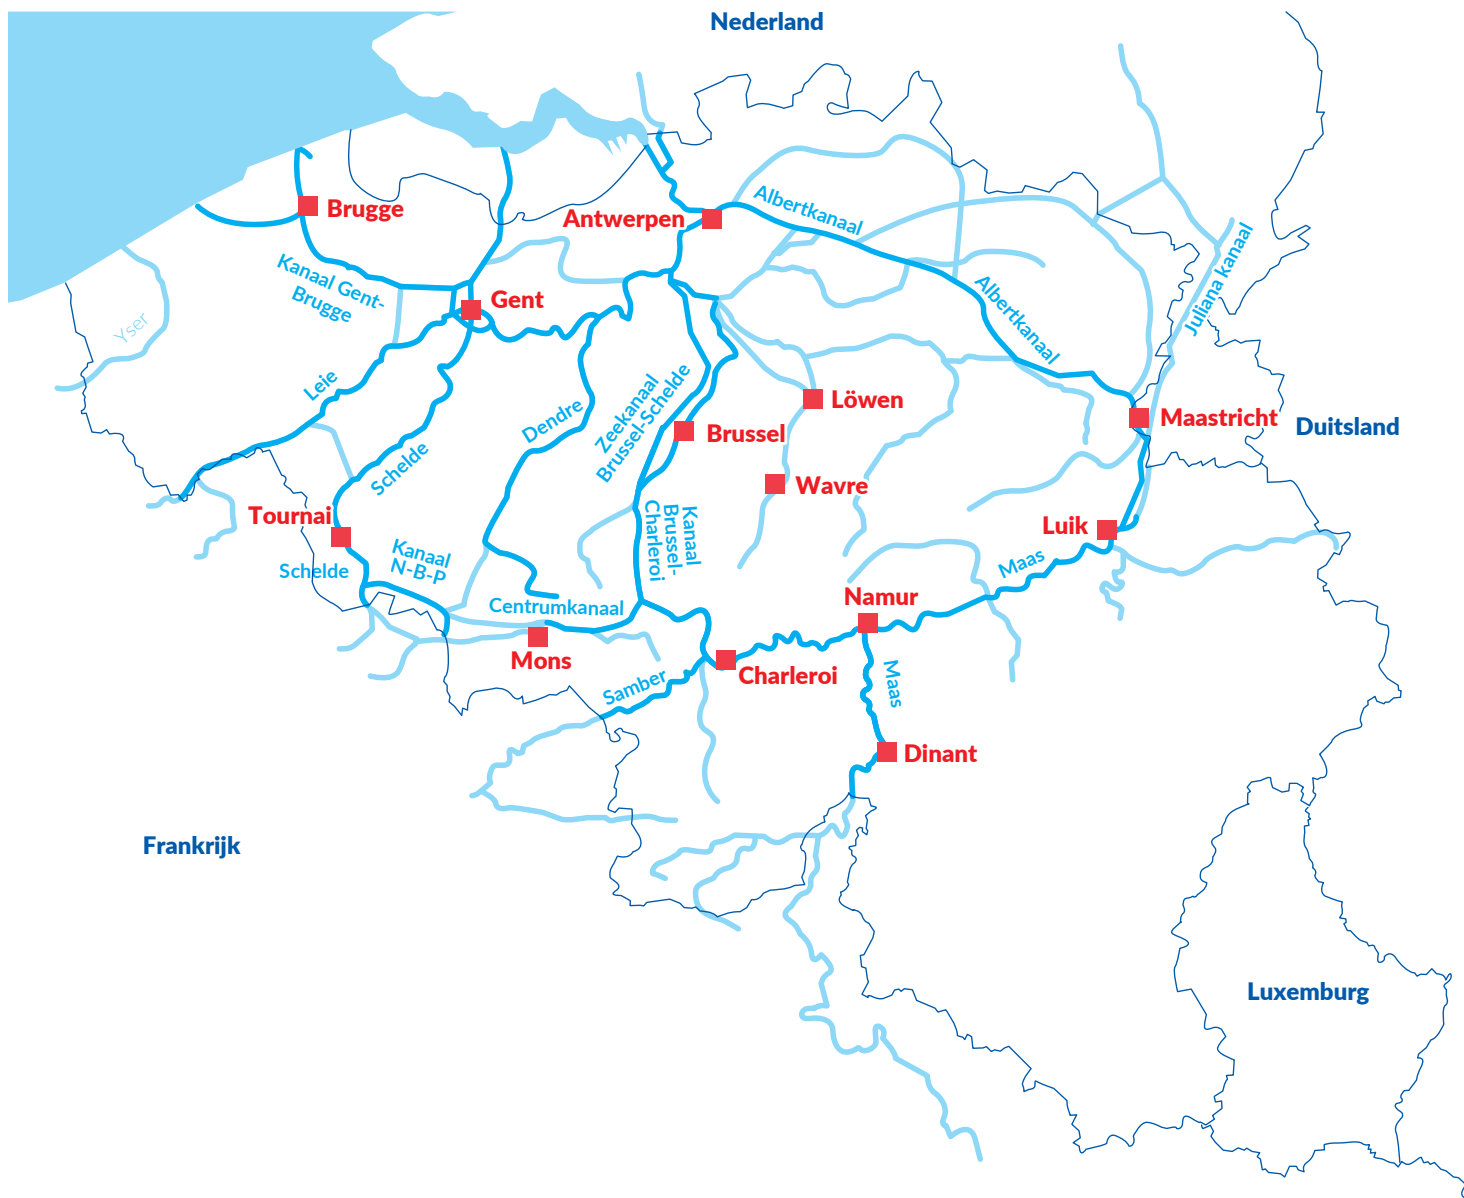 Nederland
Brugge
Antwerpen
Albertkanaal
Juliana kanaal
Kanaal Gent-
Brugge
Gent
Yser
Albertkanaal
Leie
Dendre
Zeekanaal
Brussel-Schelde
Löwen
Maastricht
Duitsland
Brussel
Schelde
Wavre
Tournai
Kanaal
Brussel-
Charleroi
Luik
Schelde
Kanaal
N-B-P
Maas
Centrumkanaal
Namur
Mons
Charleroi
Samber
Maas
Dinant
Frankrijk
Luxemburg